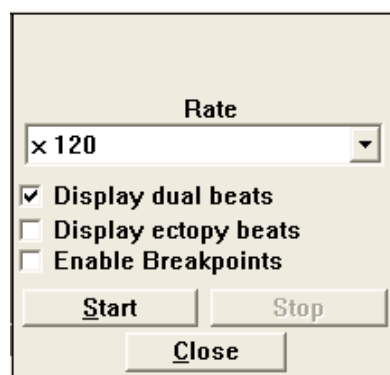 Rate
× 120
Display dual beats
Display ectopy beats
Enable Breakpoints
Start Stop
Close